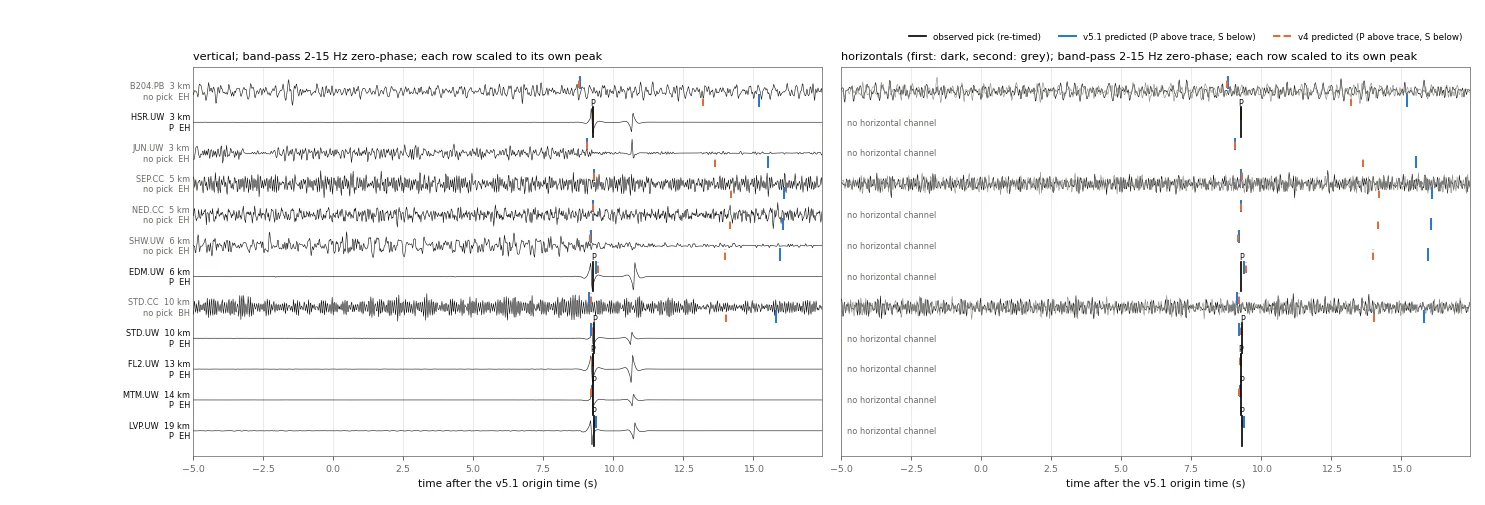 observed pick (re-timed)
v5.1 predicted (P above trace, S below)
v4 predicted (P above trace, S below)
vertical; band-pass 2-15 Hz zero-phase; each row scaled to its own peak
horizontals (first: dark, second: grey); band-pass 2-15 Hz zero-phase; each row scaled to its own peak
B204.PB 3 km
no pick EH
P
P
HSR.UW 3 km
P EH
no horizontal channel
JUN.UW 3 km
no pick EH
no horizontal channel
SEP.CC 5 km
no pick EH
NED.CC 5 km
no pick EH
no horizontal channel
SHW.UW 6 km
no pick EH
no horizontal channel
P
P
EDM.UW 6 km
P EH
no horizontal channel
STD.CC 10 km
no pick BH
P
P
STD.UW 10 km
P EH
no horizontal channel
P
P
FL2.UW 13 km
P EH
no horizontal channel
P
P
MTM.UW 14 km
P EH
no horizontal channel
P
P
LVP.UW 19 km
P EH
no horizontal channel
−5.0 −2.5 0.0 2.5 5.0 7.5 10.0 12.5 15.0
−5.0 −2.5 0.0 2.5 5.0 7.5 10.0 12.5 15.0
time after the v5.1 origin time (s)
time after the v5.1 origin time (s)